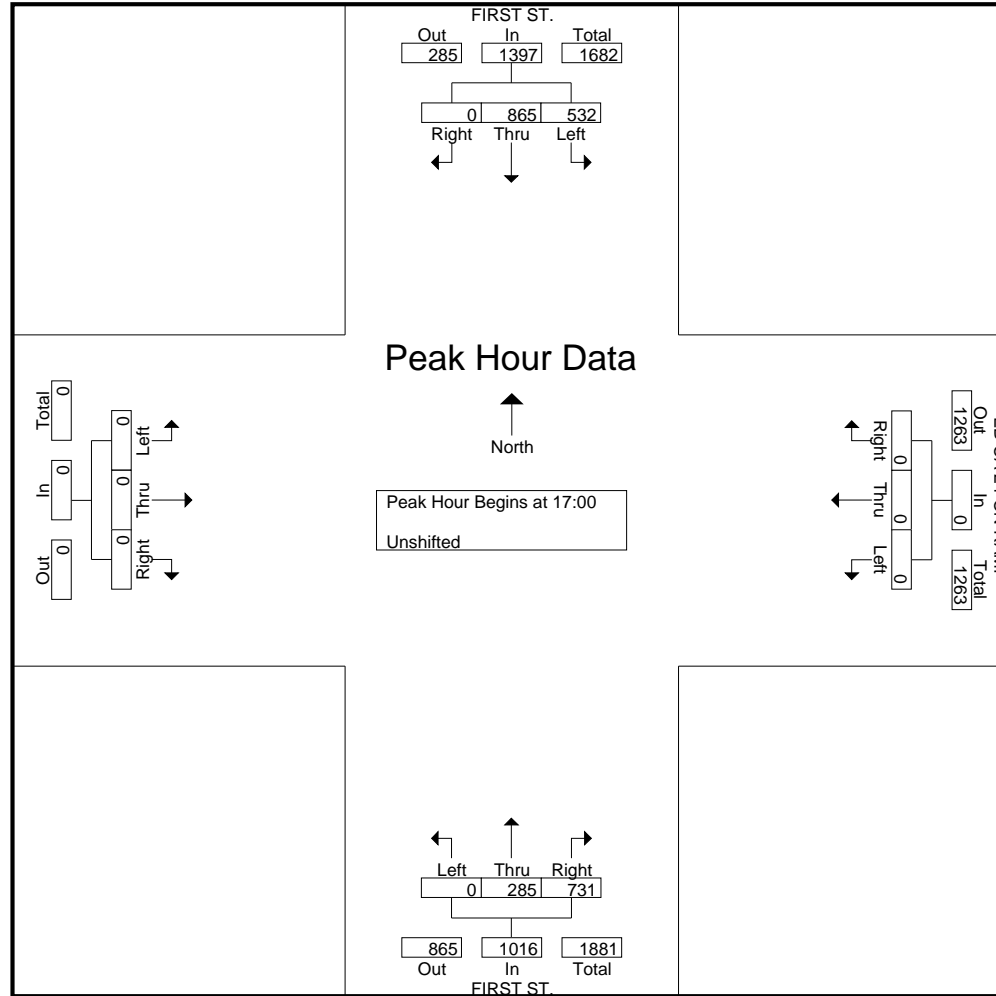 FIRST ST.
Out In Total
285 1397 1682
0 865 532
Right Thru Left
Peak Hour Data
North
Peak Hour Begins at 17:00
Unshifted
Total In Out
0 0 0
0 0 0
Left Thru Right
Right Thru Left
0 0 0
Out In Total
1263 0 1263
Left Thru Right
0 285 731
865 1016 1881
Out In Total
FIRST ST.